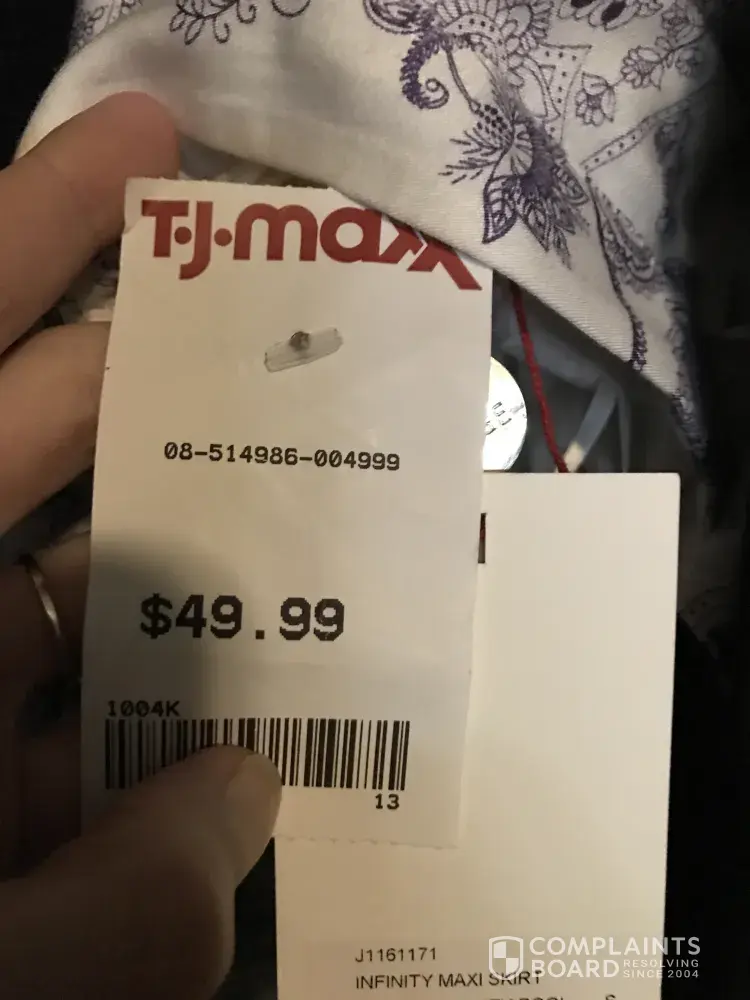 T·J·maxx
08-514986-004999
$49.99
1004K
13
J1161171
INFINITY MAXI SKIRT
S
COMPLAINTS
BOARD RESOLVING
SINCE 2004